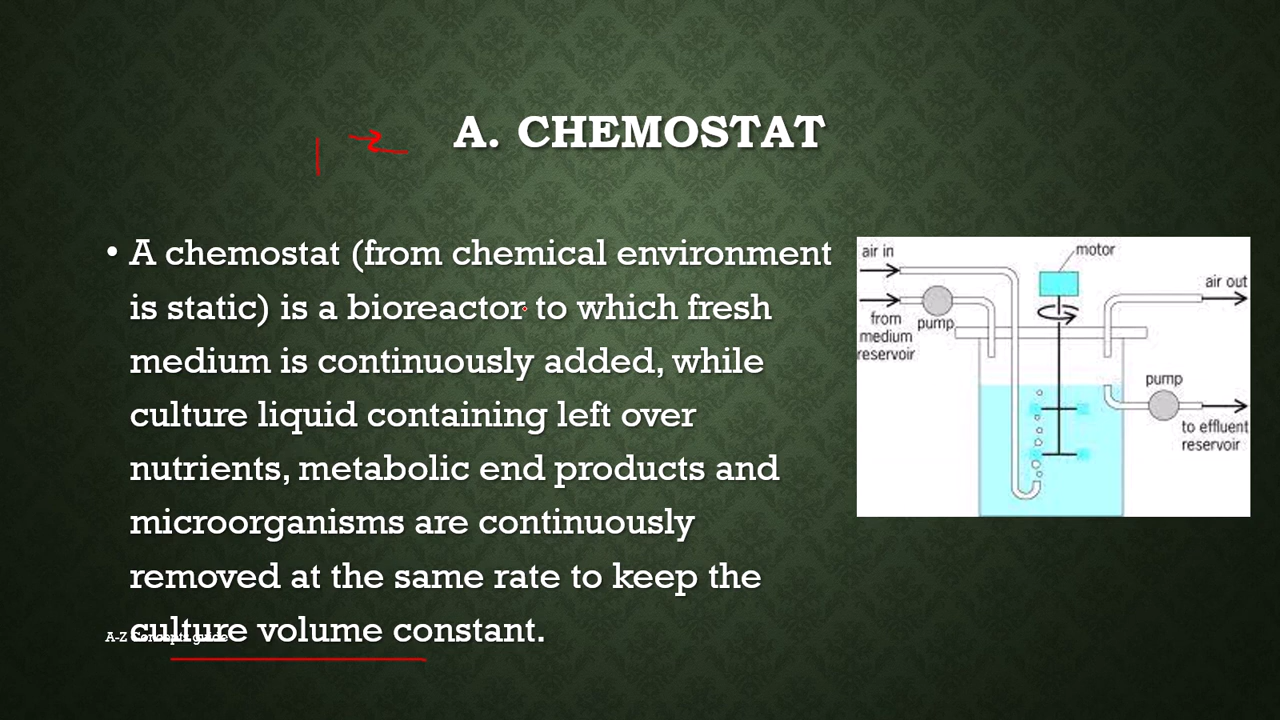 A. CHEMOSTAT
• A chemostat (from chemical environment
is static) is a bioreactor to which fresh
medium is continuously added, while
culture liquid containing left over
nutrients, metabolic end products and
microorganisms are continuously
removed at the same rate to keep the
culture volume constant.
A-Z Concepts guide
air in
motor
air out
from
medium
reservoir
pump
pump
to effluent
reservoir